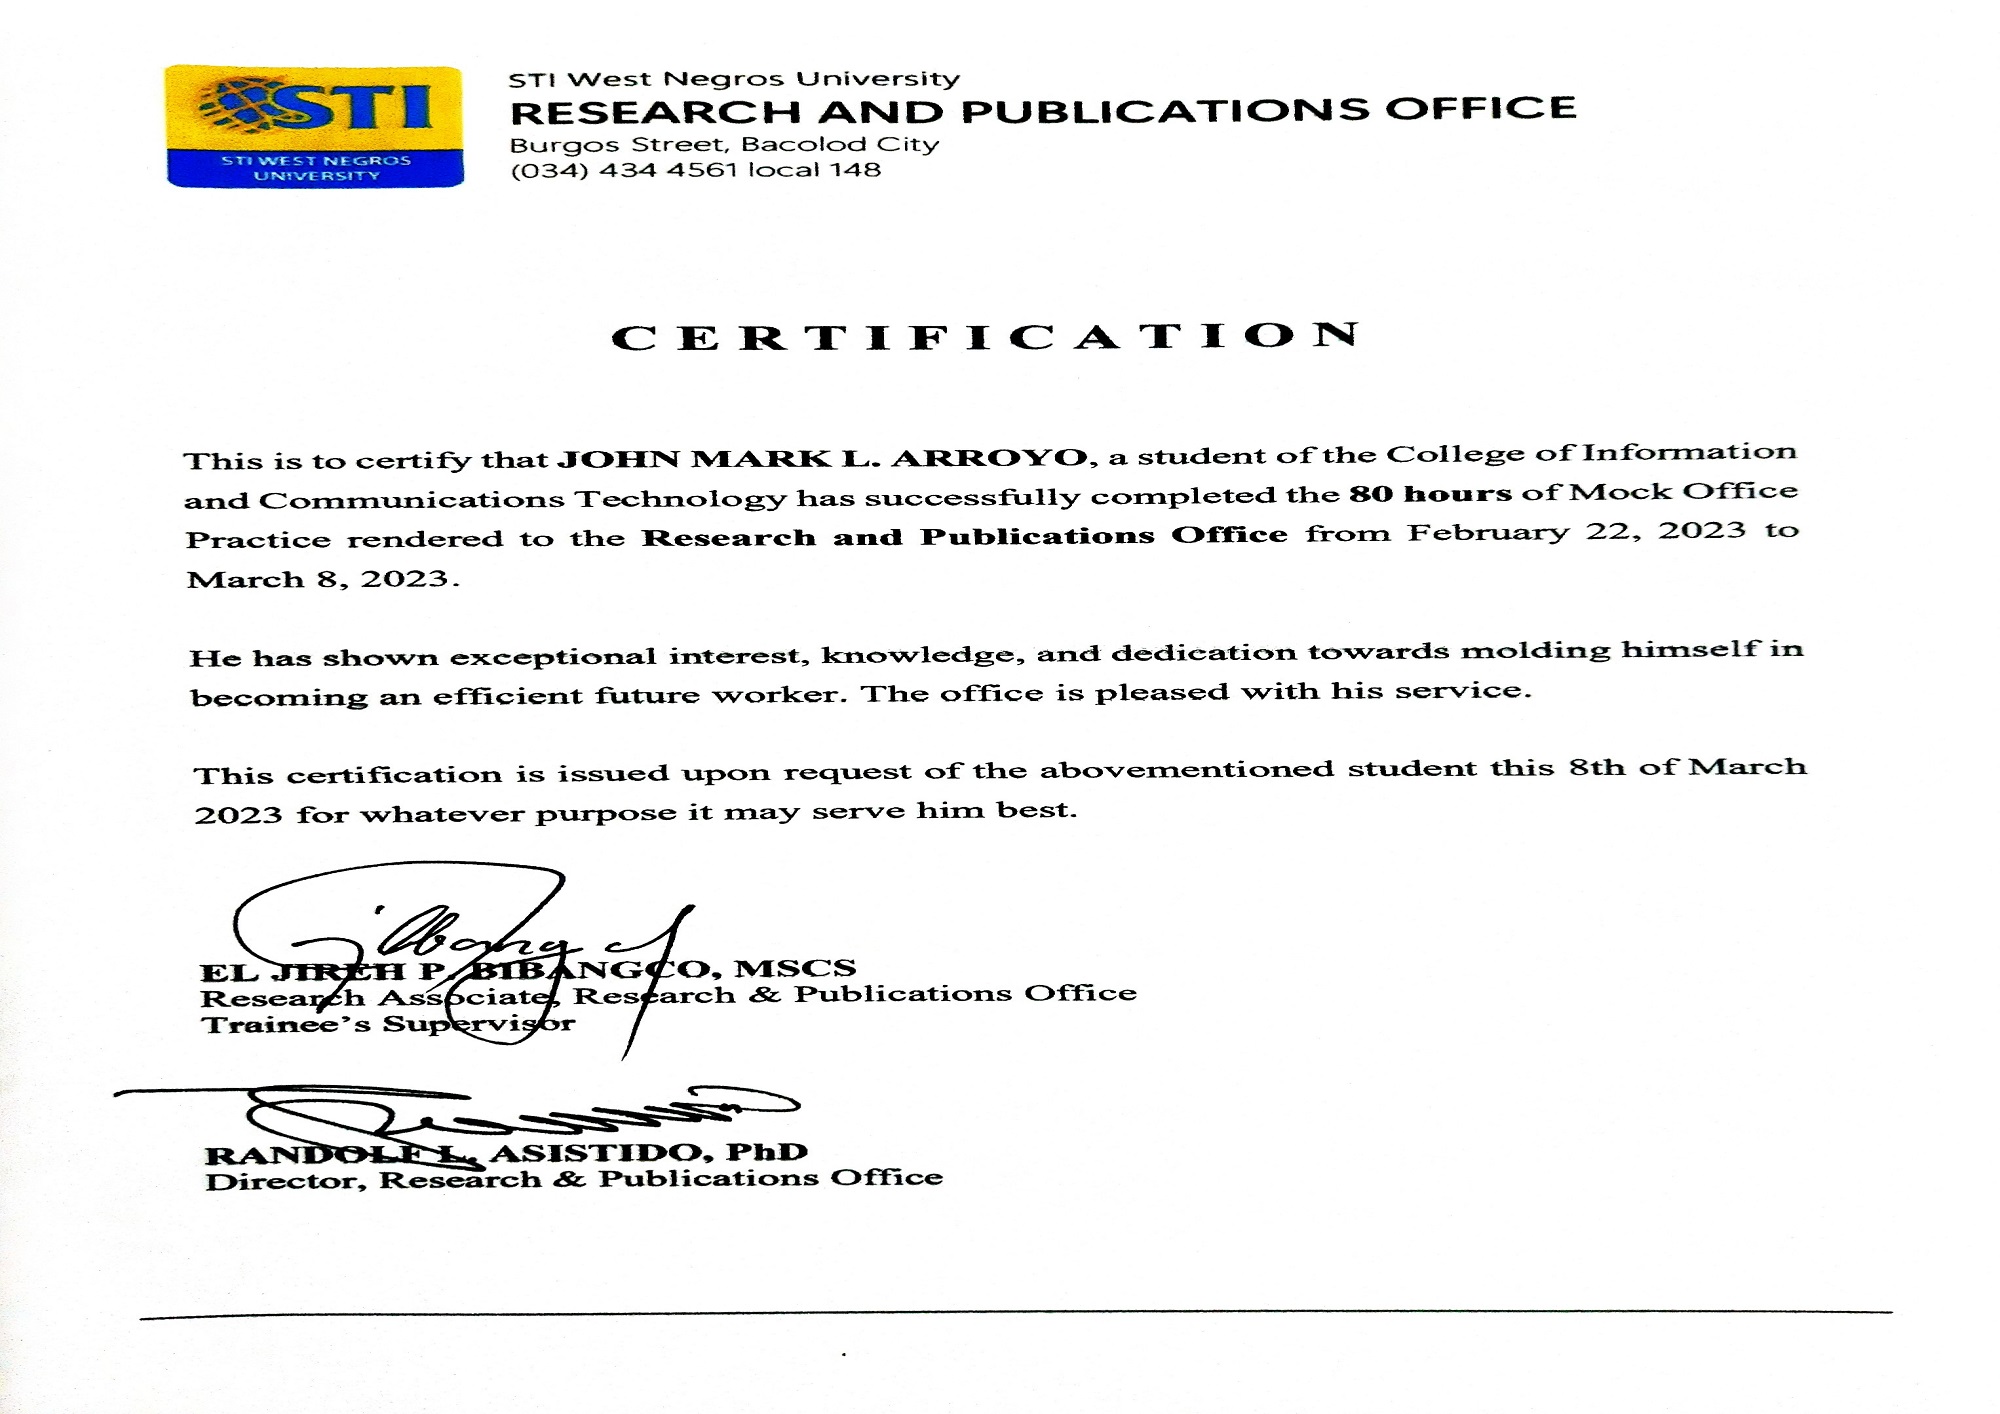 STI
STI WEST NEGROS
UNIVERSITY
STI West Negros University
RESEARCH AND PUBLICATIONS OFFICE
Burgos Street, Bacolod City
(034) 434 4561 local 148
CERTIFICATION
This is to certify that JOHN MARK L. ARROYO, a student of the College of Information
and Communications Technology has successfully completed the 80 hours of Mock Office
Practice rendered to the Research and Publications Office from February 22, 2023 to
March 8, 2023.
He has shown exceptional interest, knowledge, and dedication towards molding himself in
becoming an efficient future worker. The office is pleased with his service.
This certification is issued upon request of the abovementioned student this 8th of March
2023 for whatever purpose it may serve him best.
EL JIREH P. BIBANGCO, MSCS
Research Associate, Research & Publications Office
Trainee's Supervisor
RANDOLF L. ASISTIDO, PhD
Director, Research & Publications Office